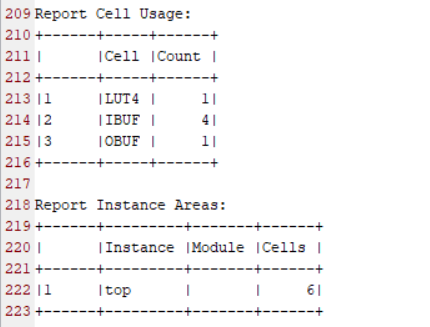 209 Report Cell Usage:
210 +------+-----+------+
211 |      |Cell |Count |
212 +------+-----+------+
213 |1     |LUT4 |     1|
214 |2     |IBUF |     4|
215 |3     |OBUF |     1|
216 +------+-----+------+
217
218 Report Instance Areas:
219 +------+---------+-------+------+
220 |      |Instance |Module |Cells |
221 +------+---------+-------+------+
222 |1     |top      |       |     6|
223 +------+---------+-------+------+